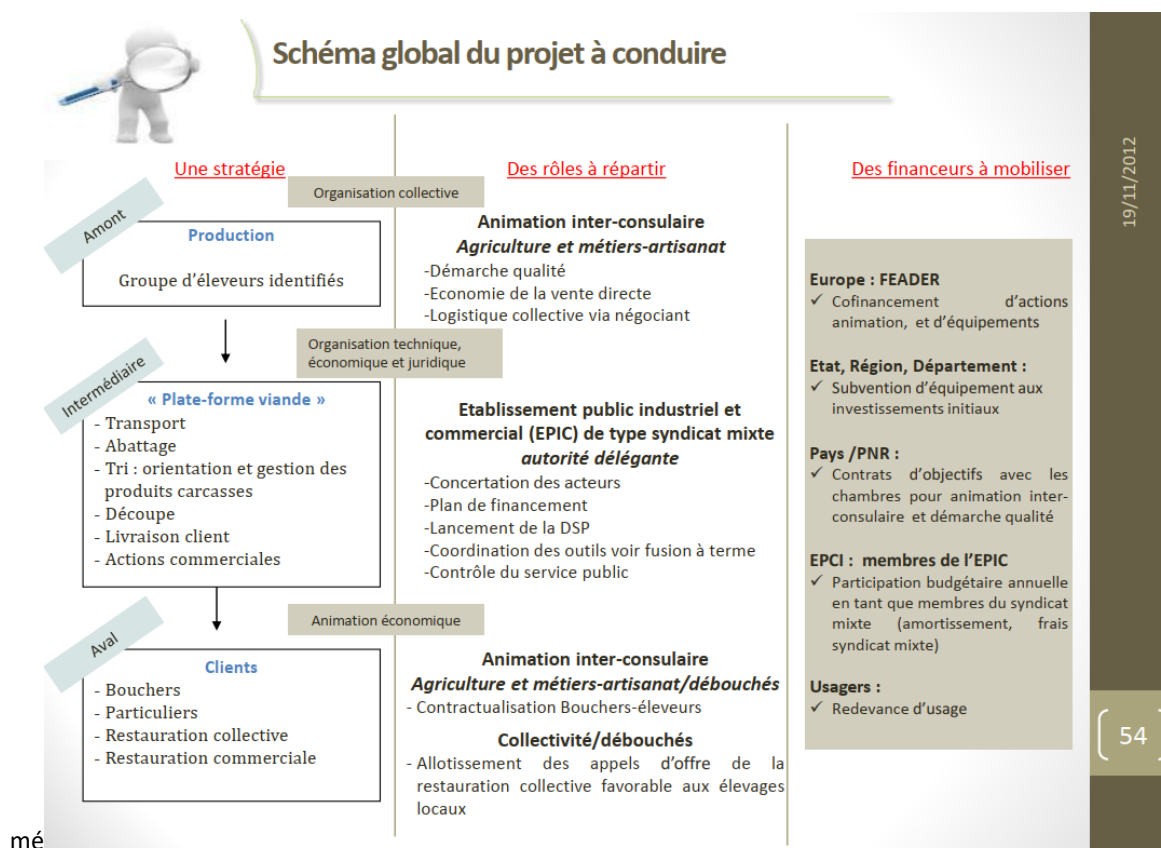 Schéma global du projet à conduire
19/11/2012
Une stratégie
Organisation collective
Amont
Production
Groupe d'éleveurs identifiés
Organisation technique,
économique et juridique
Intermédiaire
« Plate-forme viande »
- Transport
- Abattage
- Tri : orientation et gestion des
produits carcasses
- Découpe
- Livraison client
- Actions commerciales
Animation économique
Aval
Clients
- Bouchers
- Particuliers
- Restauration collective
- Restauration commerciale
Des rôles à répartir
Animation inter-consulaire
Agriculture et métiers-artisanat
-Démarche qualité
-Economie de la vente directe
-Logistique collective via négociant
Etablissement public industriel et
commercial (EPIC) de type syndicat mixte
autorité délégante
-Concertation des acteurs
-Plan de financement
-Lancement de la DSP
-Coordination des outils voir fusion à terme
-Contrôle du service public
Animation inter-consulaire
Agriculture et métiers-artisanat/débouchés
- Contractualisation Bouchers-éleveurs
Collectivité/débouchés
- Allotissement des appels d'offre de la
restauration collective favorable aux élevages
locaux
Des financeurs à mobiliser
Europe : FEADER
✓ Cofinancement d'actions
animation, et d'équipements
Etat, Région, Département :
✓ Subvention d'équipement aux
investissements initiaux
Pays /PNR :
✓ Contrats d'objectifs avec les
chambres pour animation inter-
consulaire et démarche qualité
EPCI : membres de l'EPIC
✓ Participation budgétaire annuelle
en tant que membres du syndicat
mixte (amortissement, frais
syndicat mixte)
Usagers :
✓ Redevance d'usage
54
mé